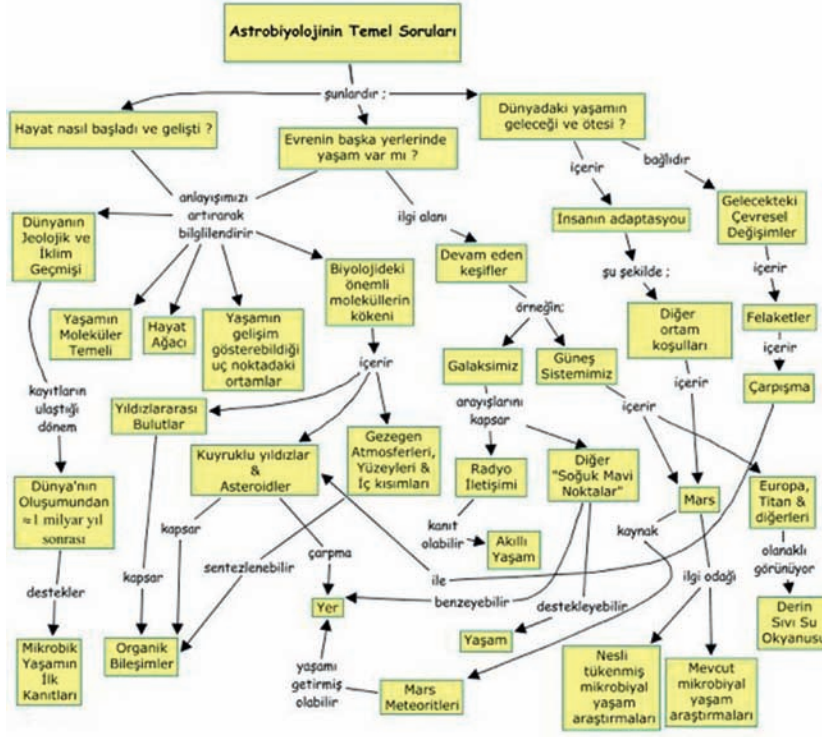 Astrobiyolojinin Temel Soruları
şunlardır ;
Hayat nasıl başladı ve gelişti ?
Evrenin başka yerlerinde
yaşam var mı ?
Dünyadaki yaşamın
geleceği ve ötesi ?
içerir
bağlıdır
anlayışımızı
artırarak
bilgilendirir
ilgi alanı
İnsanın adaptasyou
Gelecekteki
Çevresel
Değişimler
Dünyanın
Jeolojik ve
İklim
Geçmişi
Yaşamın
Moleküler
Temeli
Hayat
Ağacı
Yaşamın
gelişim
gösterebildiği
uç noktadaki
ortamlar
Biyolojideki
önemli
moleküllerin
kökeni
Devam eden
keşifler
şu şekilde ;
içerir
örneğin;
Diğer
ortam
koşulları
Felaketler
Galaksimiz
Güneş
Sistemimiz
içerir
içerir
içerir
Çarpışma
kayıtların
ulaştığı
dönem
Yıldızlararası
Bulutlar
arayışlarını
kapsar
içerir
Kuyruklu yıldızlar
&
Asteroidler
Gezegen
Atmosferleri,
Yüzeyleri &
İç kısımları
Radyo
İletişimi
Diğer
"Soğuk Mavi
Noktalar"
Mars
Europa,
Titan &
diğerleri
Dünya'nın
Oluşumundan
≈1 milyar yıl
sonrası
kapsar
kanıt
olabilir
Akıllı
Yaşam
kaynak
olanaklı
görünüyor
çarpma
sentezlenebilir
kapsar
ile
ilgi odağı
destekler
Yer
benzeyebilir
destekleyebilir
Derin
Sıvı Su
Okyanusu
Mikrobik
Yaşamın
İlk
Kanıtları
Organik
Bileşimler
yaşamı
getirmiş
olabilir
Yaşam
Mars
Meteoritleri
Nesli
tükenmiş
mikrobiyal
yaşam
araştırmaları
Mevcut
mikrobiyal
yaşam
araştırmaları